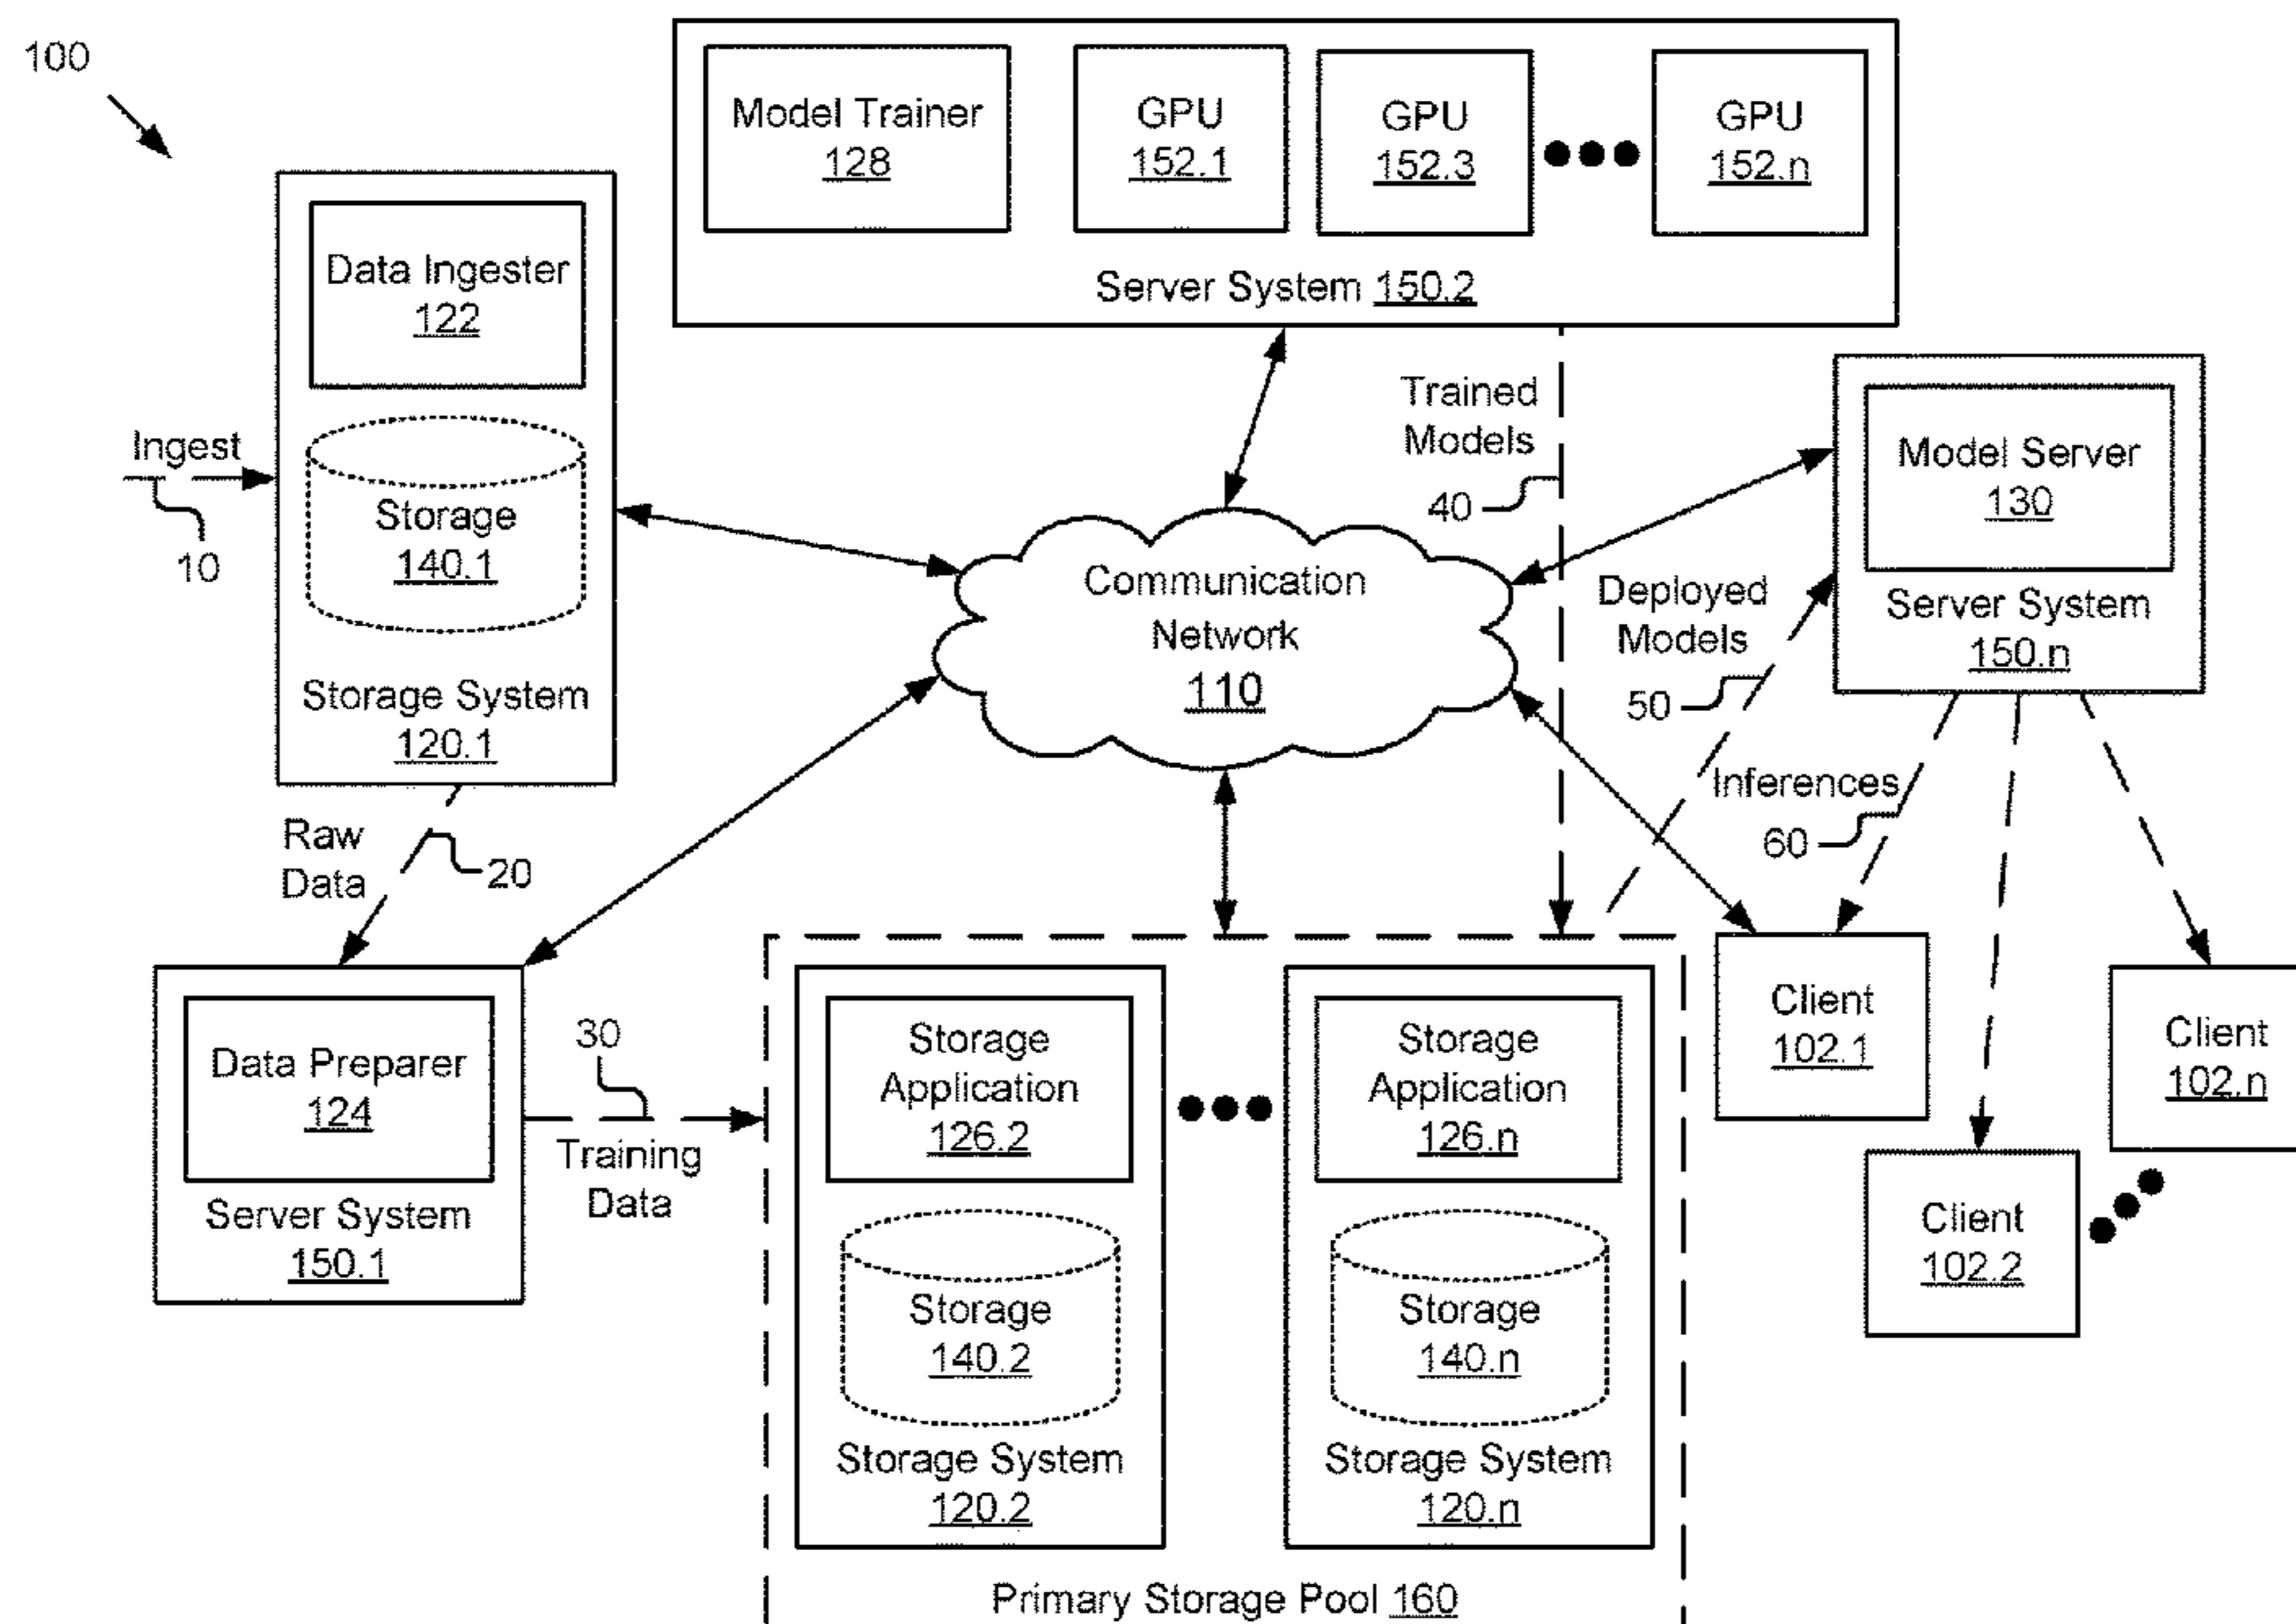 100
Model Trainer
128
GPU
152.1
GPU
152.3
GPU
152.n
Server System 150.2
Data Ingester
122
Ingest
10
Storage
140.1
Storage System
120.1
Trained
Models
40
Model Server
130
Server System
150.n
Communication
Network
110
Deployed
Models
50
Inferences
60
Raw
Data
20
Data Preparer
124
Server System
150.1
30
Training
Data
Storage
Application
126.2
Storage
140.2
Storage System
120.2
Storage
Application
126.n
Storage
140.n
Storage System
120.n
Primary Storage Pool 160
Client
102.1
Client
102.2
Client
102.n